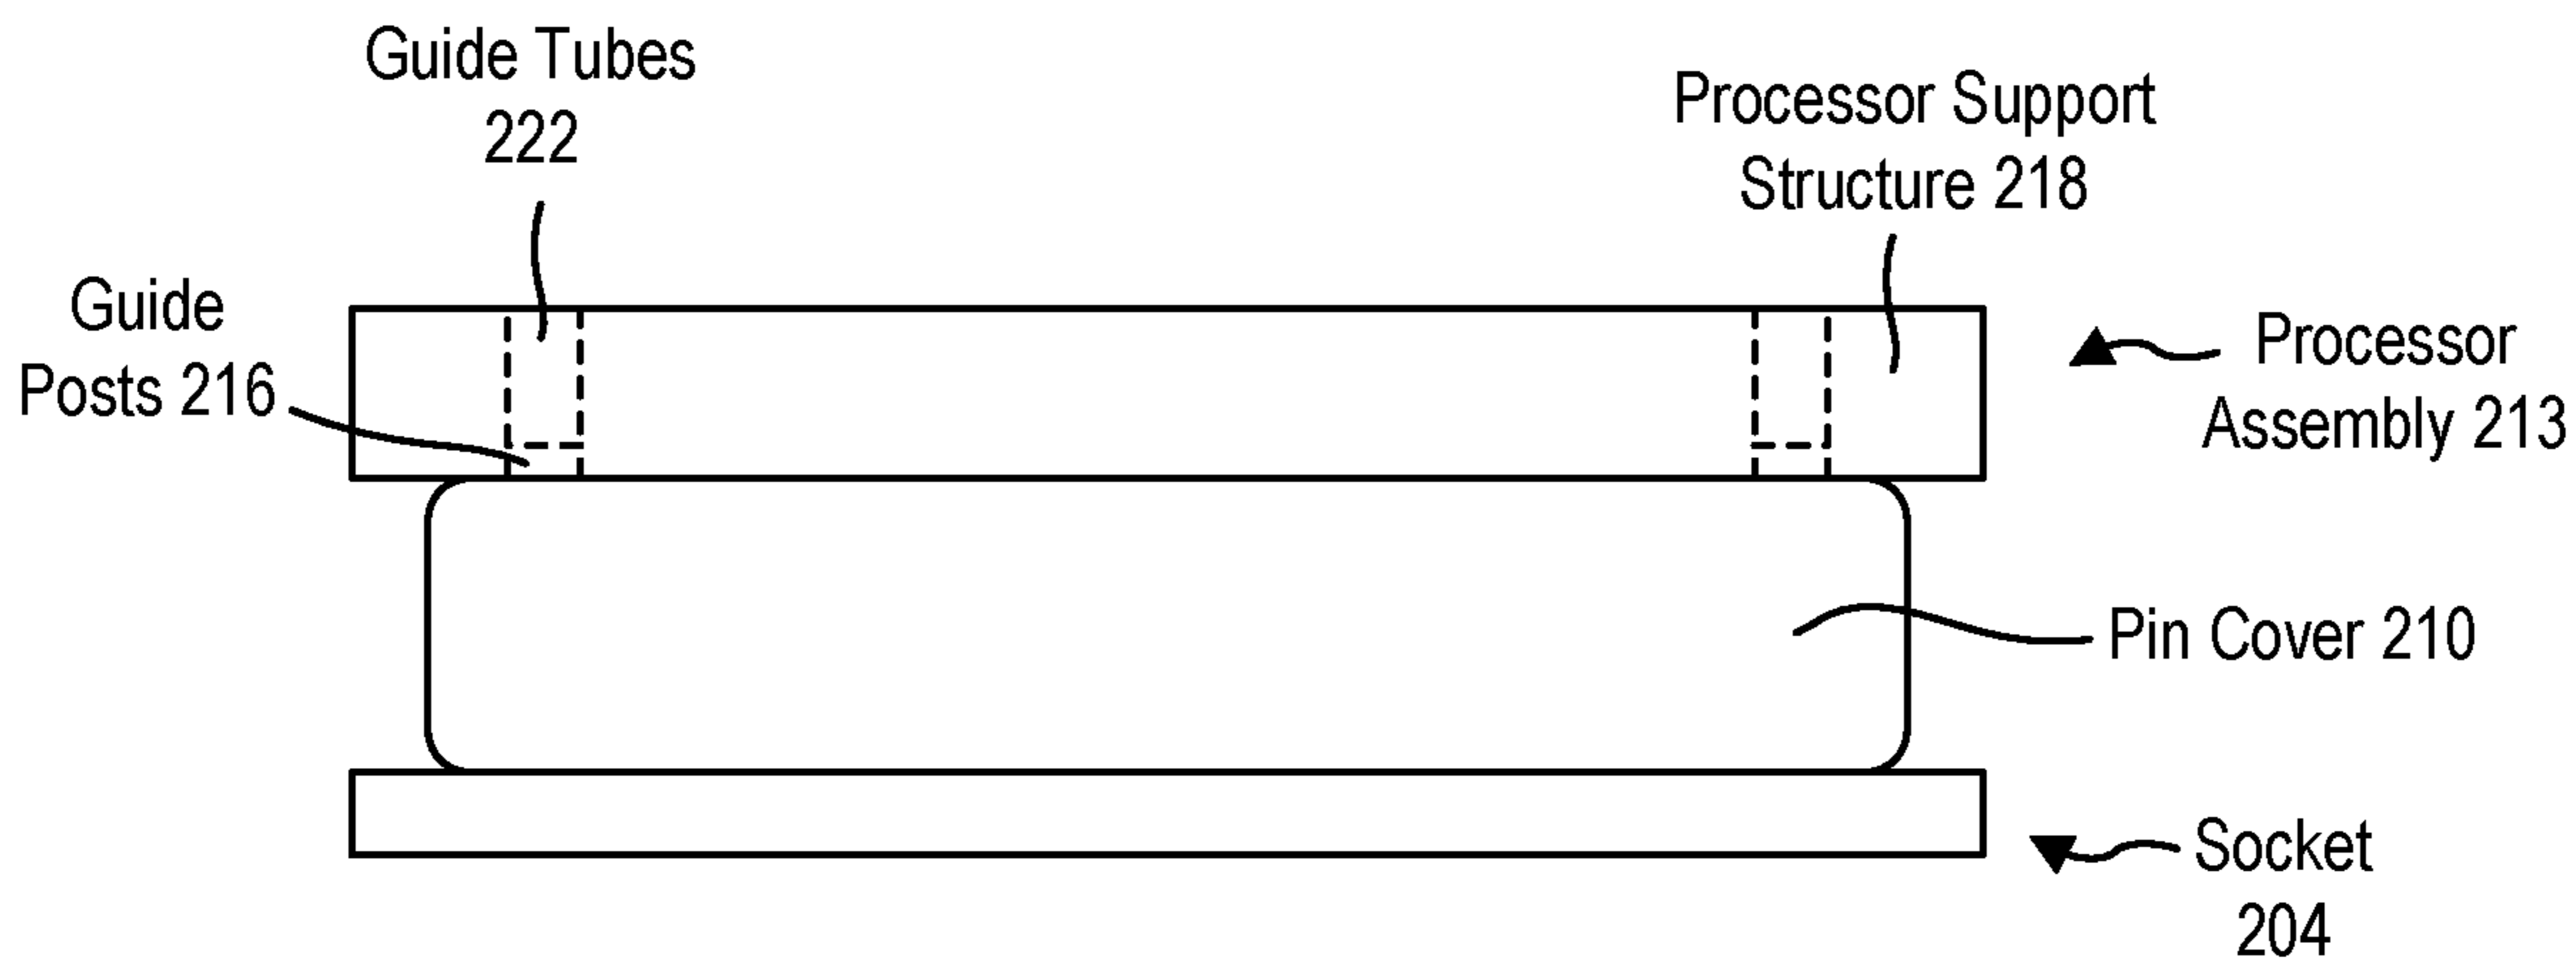 Guide Tubes
222
Processor Support
Structure 218
Guide
Posts 216
Processor
Assembly 213
Pin Cover 210
Socket
204